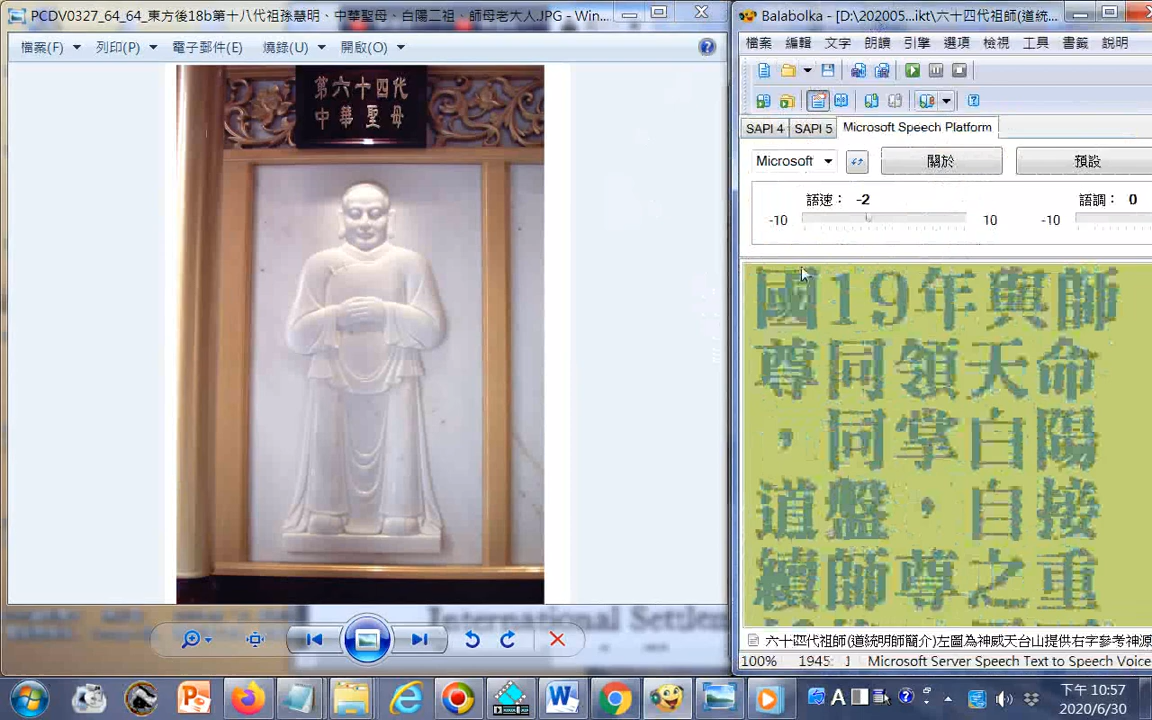 PCDV0327_64_64_東方後18b第十八代祖孫慧明、中華聖母、白陽二祖、師母老大人.JPG - Win...
檔案(F)
列印(P)
電子郵件(E)
燒錄(U)
開啟(O)
第六十四代
中華聖母
International Settlem
Balabolka - [D:\202005...ikt\六十四代祖師(道統...
檔案 編輯 文字 朗讀 引擎 選項 檢視 工具 書籤 說明
SAPI 4
SAPI 5
Microsoft Speech Platform
Microsoft
關於
預設
語速： -2
語調： 0
-10
10
-10
國19年與師
尊同領天命
，同掌白陽
道盤，自接
續師尊之重
六十四代祖師(道統明師簡介)左圖為神威天台山提供右字參考神源
100%
1945: 1
Microsoft Server Speech Text to Speech Voice
下午 10:57
2020/6/30